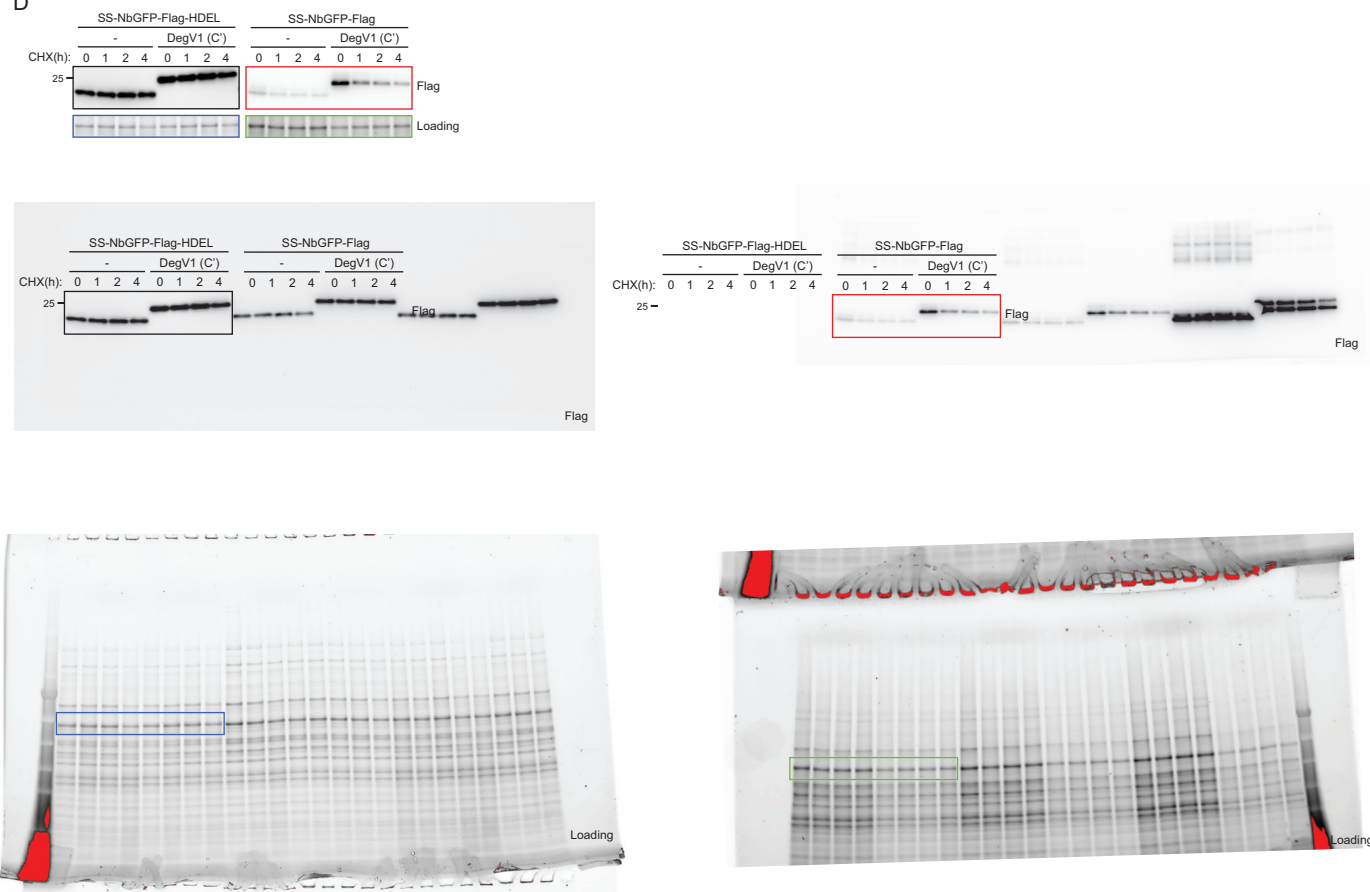 D
SS-NbGFP-Flag-HDEL SS-NbGFP-Flag
- DegV1 (C') - DegV1 (C')
CHX(h): 0 1 2 4 0 1 2 4 0 1 2 4 0 1 2 4
25
Flag
Loading
SS-NbGFP-Flag-HDEL SS-NbGFP-Flag
- DegV1 (C') - DegV1 (C')
CHX(h): 0 1 2 4 0 1 2 4 0 1 2 4 0 1 2 4
25
Flag
Flag
SS-NbGFP-Flag-HDEL SS-NbGFP-Flag
- DegV1 (C') - DegV1 (C')
CHX(h): 0 1 2 4 0 1 2 4 0 1 2 4 0 1 2 4
25
Flag
Flag
Loading
Loading